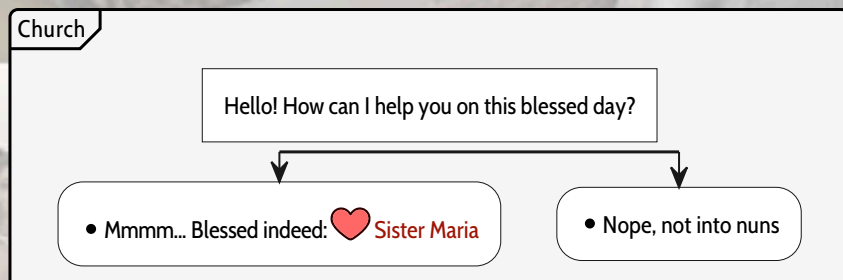 Church
Hello! How can I help you on this blessed day?
Mmmm... Blessed indeed: Sister Maria
Nope, not into nuns